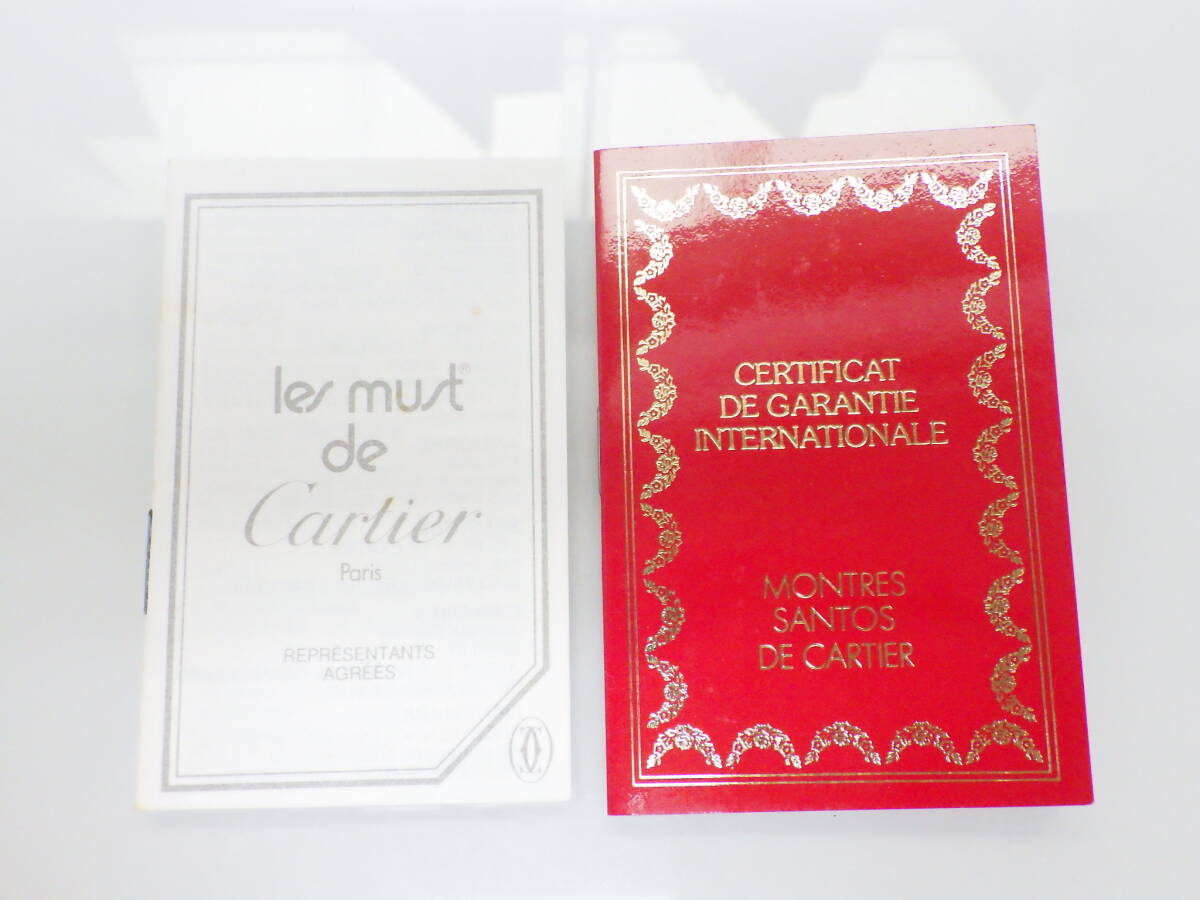 les must®
de
Cartier
Paris
REPRÉSENTANTS
AGRÉÉS
CERTIFICAT
DE GARANTIE
INTERNATIONALE
MONTRES
SANTOS
DE CARTIER